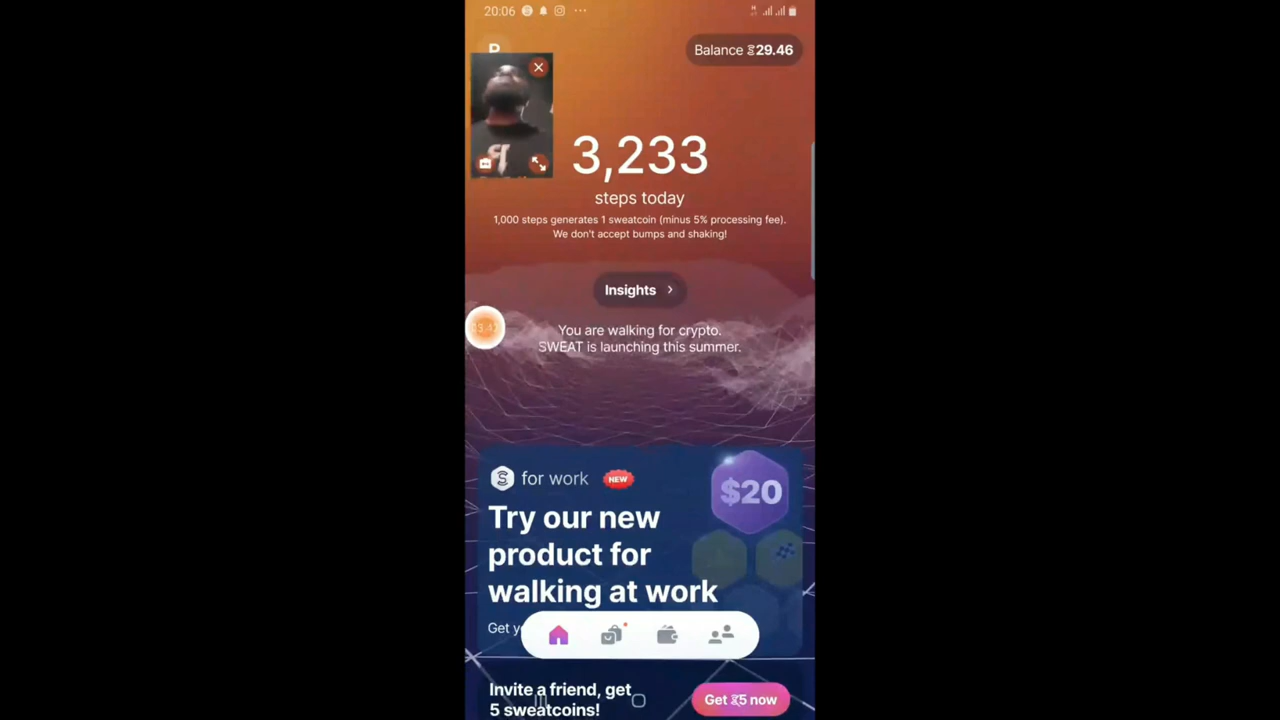 20:06
Balance 29.46
3,233
steps today
1,000 steps generates 1 sweatcoin (minus 5% processing fee).
We don't accept bumps and shaking!
Insights
You are walking for crypto.
SWEAT is launching this summer.
for work NEW
$20
Try our new
product for
walking at work
Get
Invite a friend, get
5 sweatcoins!
Get 5 now